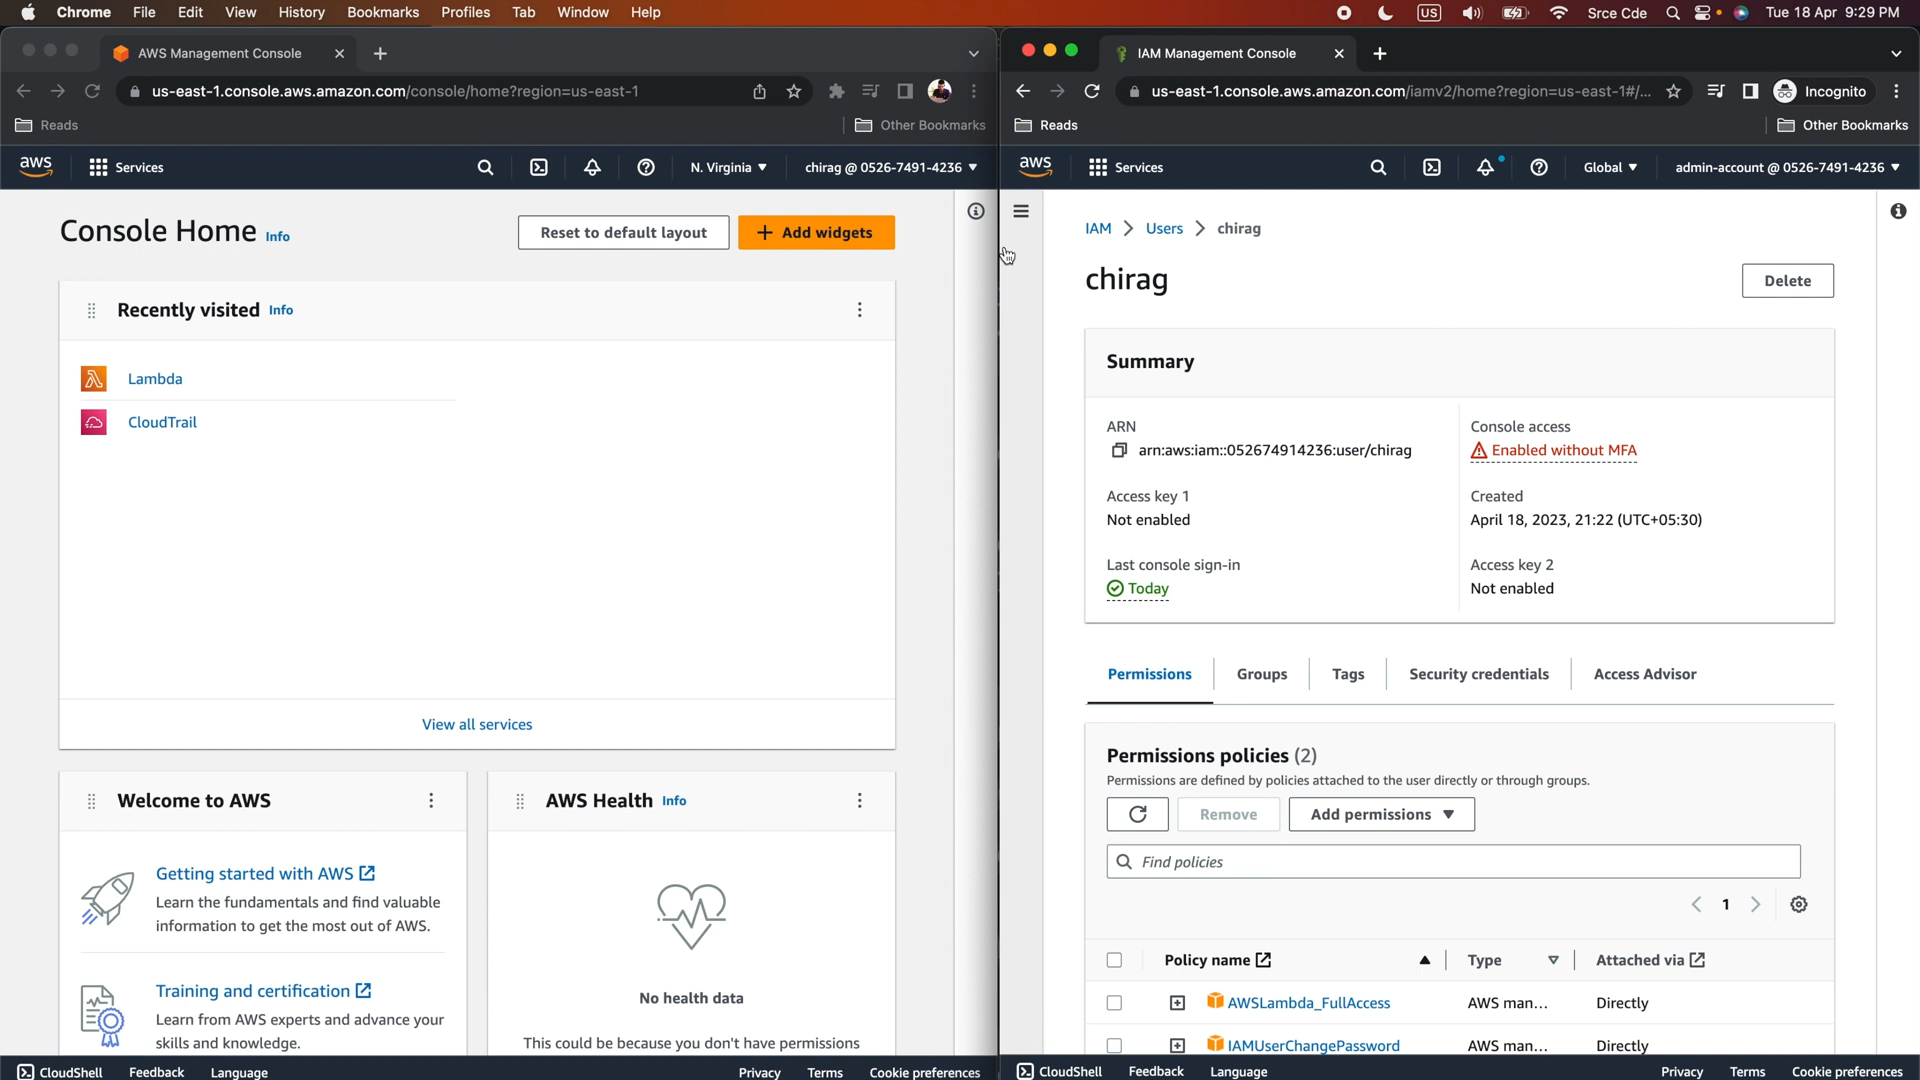 Chrome File Edit View History Bookmarks Profiles Tab Window Help US Srce Cde Tue 18 Apr 9:29 PM
AWS Management Console
us-east-1.console.aws.amazon.com/console/home?region=us-east-1
Reads Other Bookmarks
aws Services N. Virginia chirag @ 0526-7491-4236
Console Home Info
Reset to default layout
Add widgets
Recently visited Info
Lambda
CloudTrail
View all services
Welcome to AWS
Getting started with AWS
Learn the fundamentals and find valuable
information to get the most out of AWS.
Training and certification
Learn from AWS experts and advance your
skills and knowledge.
AWS Health Info
No health data
This could be because you don't have permissions
CloudShell Feedback Language Privacy Terms Cookie preferences
IAM Management Console
us-east-1.console.aws.amazon.com/iamv2/home?region=us-east-1#/...
Incognito
Reads Other Bookmarks
aws Services Global admin-account @ 0526-7491-4236
IAM > Users > chirag
chirag
Delete
Summary
ARN
arn:aws:iam::052674914236:user/chirag
Console access
Enabled without MFA
Access key 1
Not enabled
Created
April 18, 2023, 21:22 (UTC+05:30)
Last console sign-in
Today
Access key 2
Not enabled
Permissions Groups Tags Security credentials Access Advisor
Permissions policies (2)
Permissions are defined by policies attached to the user directly or through groups.
Remove Add permissions
Find policies
1
Policy name Type Attached via
AWSLambda_FullAccess AWS man... Directly
IAMUserChangePassword AWS man... Directly
CloudShell Feedback Language Privacy Terms Cookie preferences